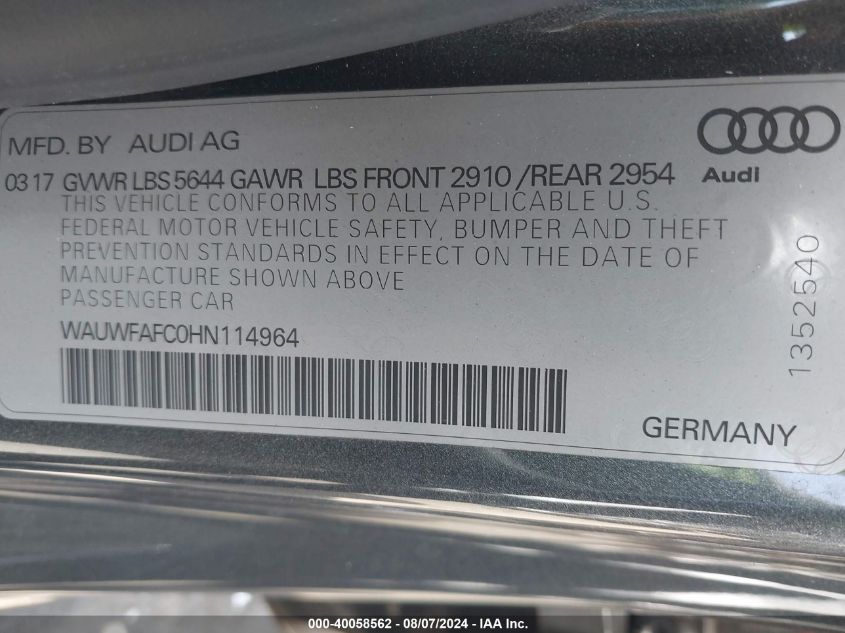 MFD. BY AUDI AG
Audi
03 17 GVWR LBS 5644 GAWR LBS FRONT 2910 /REAR 2954
THIS VEHICLE CONFORMS TO ALL APPLICABLE U.S.
FEDERAL MOTOR VEHICLE SAFETY, BUMPER AND THEFT
PREVENTION STANDARDS IN EFFECT ON THE DATE OF
MANUFACTURE SHOWN ABOVE
PASSENGER CAR
WAUWFAFC0HN114964
1352540
GERMANY
000-40058562 - 08/07/2024 - IAA Inc.